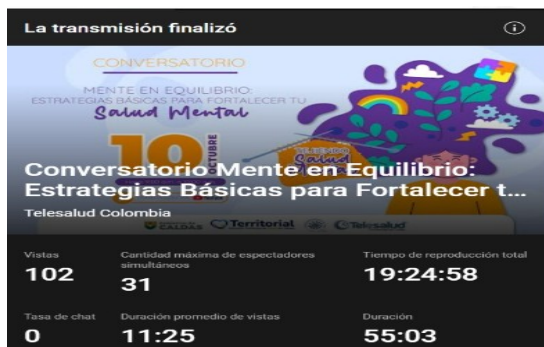 La transmisión finalizó
CONVERSATORIO
MENTE EN EQUILIBRIO:
ESTRATEGIAS BÁSICAS PARA FORTALECER TU
Salud Mental
10
OCTUBRE
TEJIENDO
Salud
Mental
Conversatorio Mente en Equilibrio:
Estrategias Básicas para Fortalecer t...
Telesalud Colombia
CALDAS Territorial Telesalud
Vistas
102
Cantidad máxima de espectadores
simultáneos
31
Tiempo de reproducción total
19:24:58
Tasa de chat
0
Duración promedio de vistas
11:25
Duración
55:03